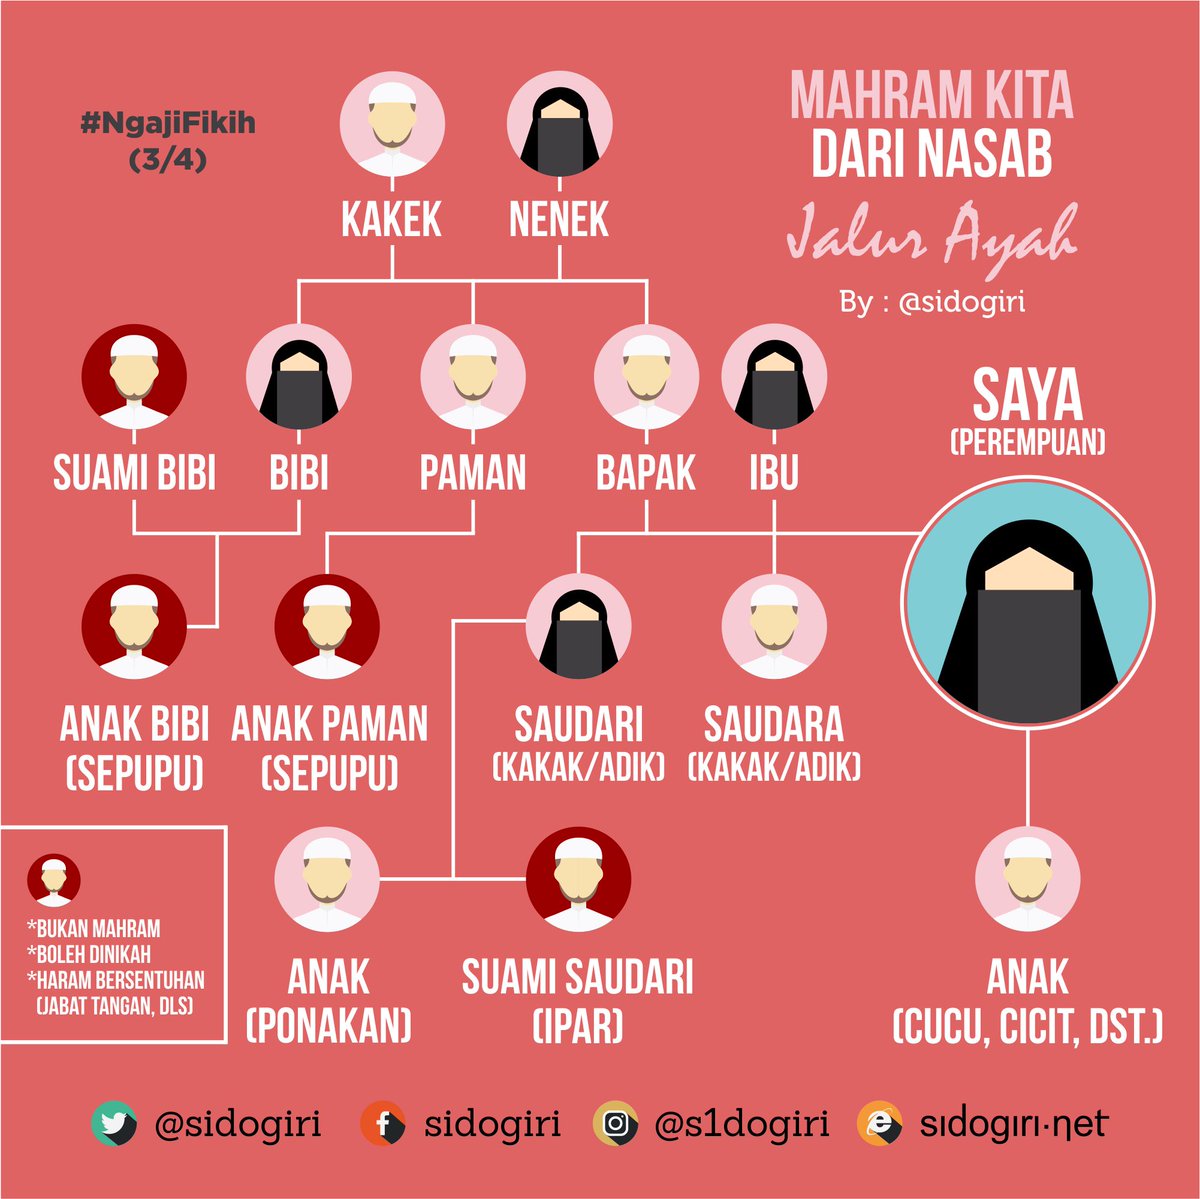 #NgajiFikih
(3/4)
MAHRAM KITA
DARI NASAB
Jalur Ayah
By : @sidogiri
KAKEK
NENEK
SUAMI BIBI
BIBI
PAMAN
BAPAK
IBU
SAYA
(PEREMPUAN)
ANAK BIBI
(SEPUPU)
ANAK PAMAN
(SEPUPU)
SAUDARI
(KAKAK/ADIK)
SAUDARA
(KAKAK/ADIK)
*BUKAN MAHRAM
*BOLEH DINIKAH
*HARAM BERSENTUHAN
(JABAT TANGAN, DLS)
ANAK
(PONAKAN)
SUAMI SAUDARI
(IPAR)
ANAK
(CUCU, CICIT, DST.)
@sidogiri
sidogiri
@s1dogiri
sidogiri.net